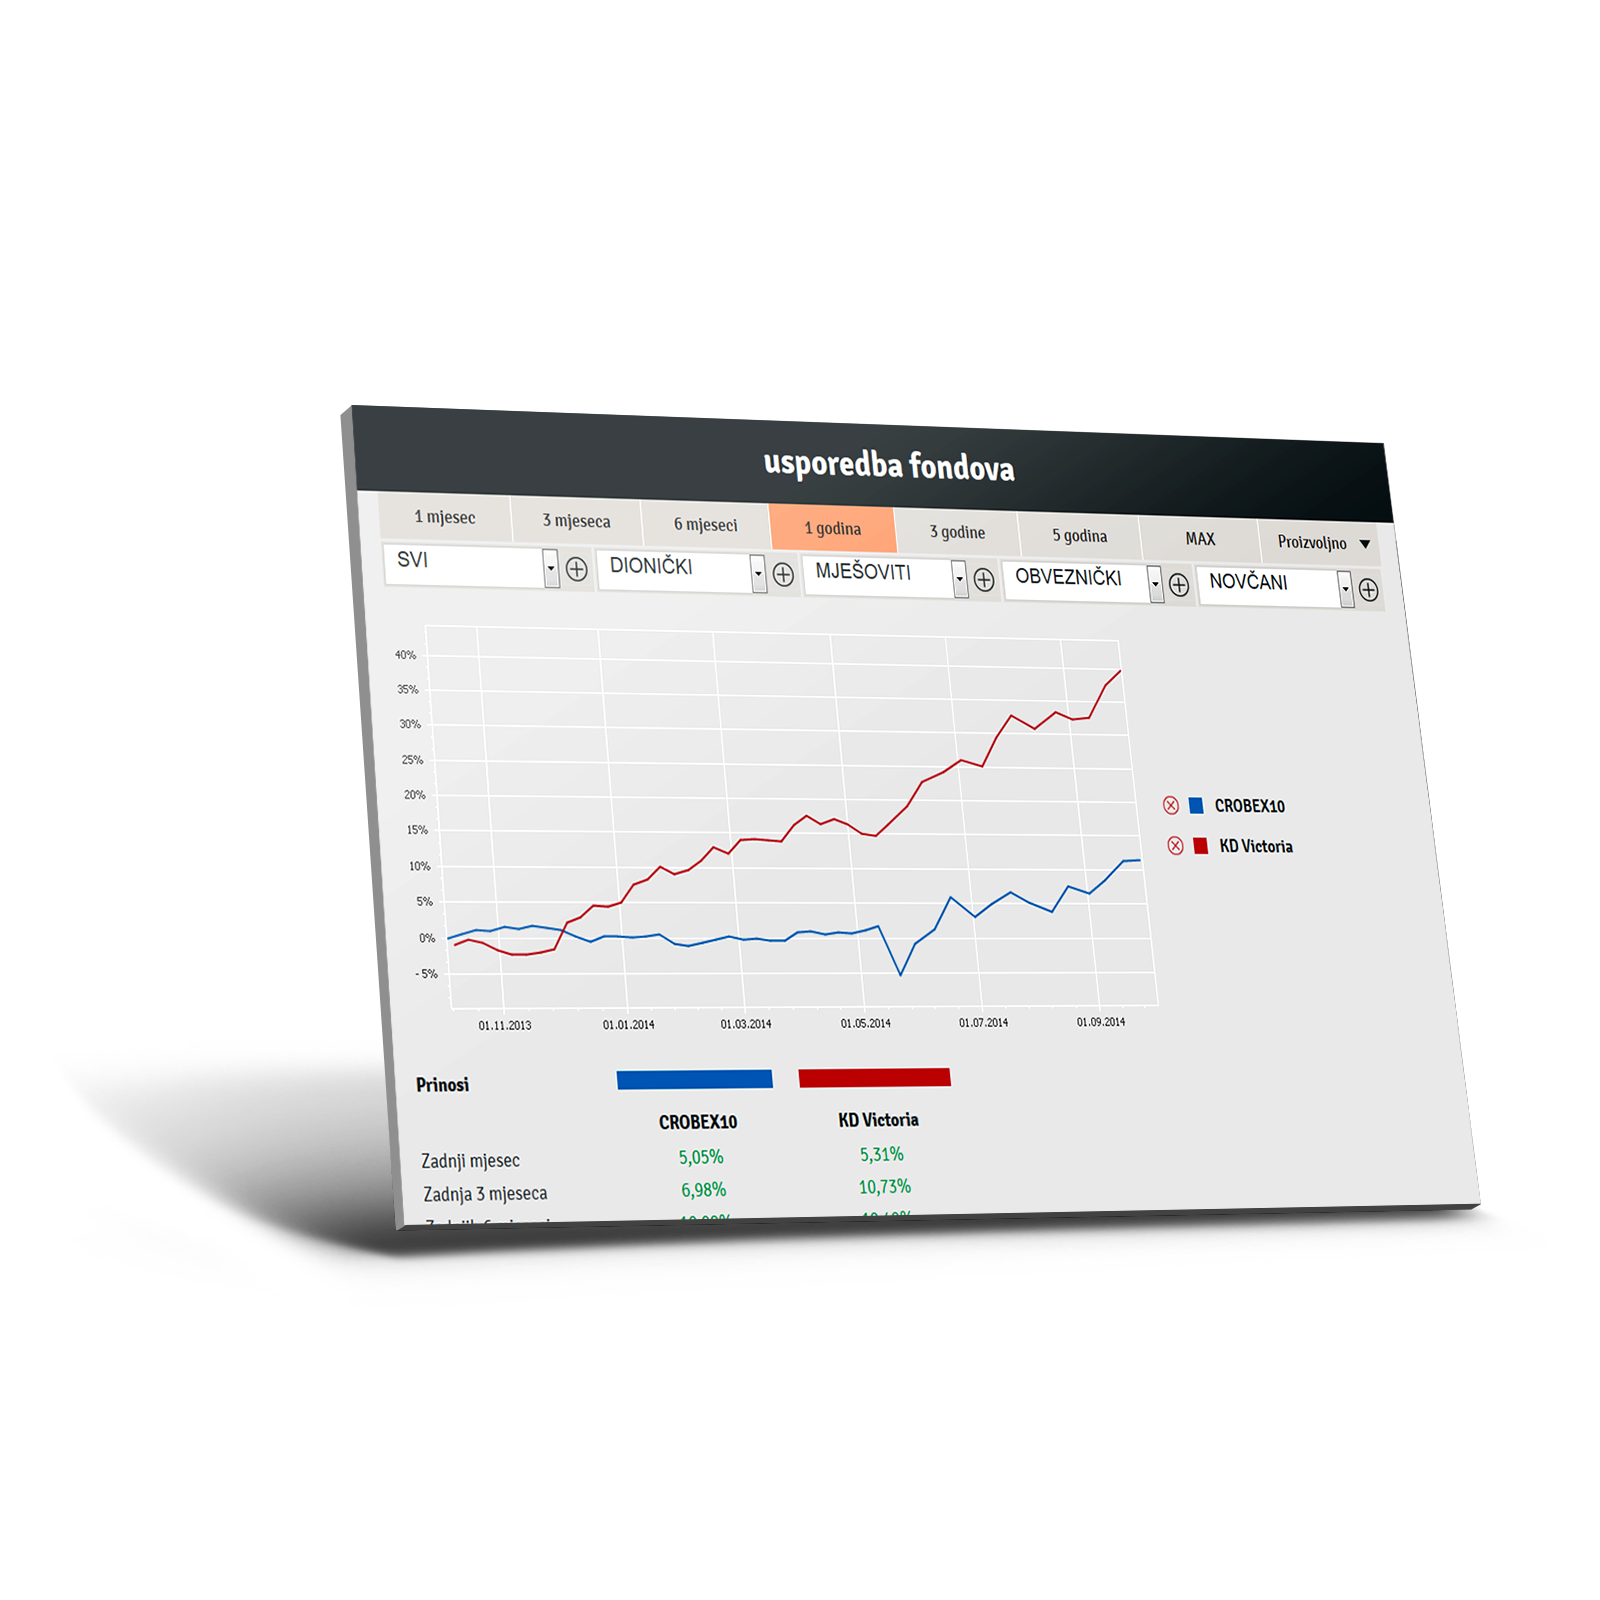 usporedba fondova
1 mjesec 3 mjeseca 6 mjeseci 1 godina 3 godine 5 godina MAX Proizvoljno
SVI DIONIČKI MJEŠOVITI OBVEZNIČKI NOVČANI
40%
35%
30%
25%
20%
15%
10%
5%
0%
-5%
01.11.2013 01.01.2014 01.03.2014 01.05.2014 01.07.2014 01.09.2014
CROBEX10
KD Victoria
Prinosi
CROBEX10 KD Victoria
Zadnji mjesec 5,05% 5,31%
Zadnja 3 mjeseca 6,98% 10,73%